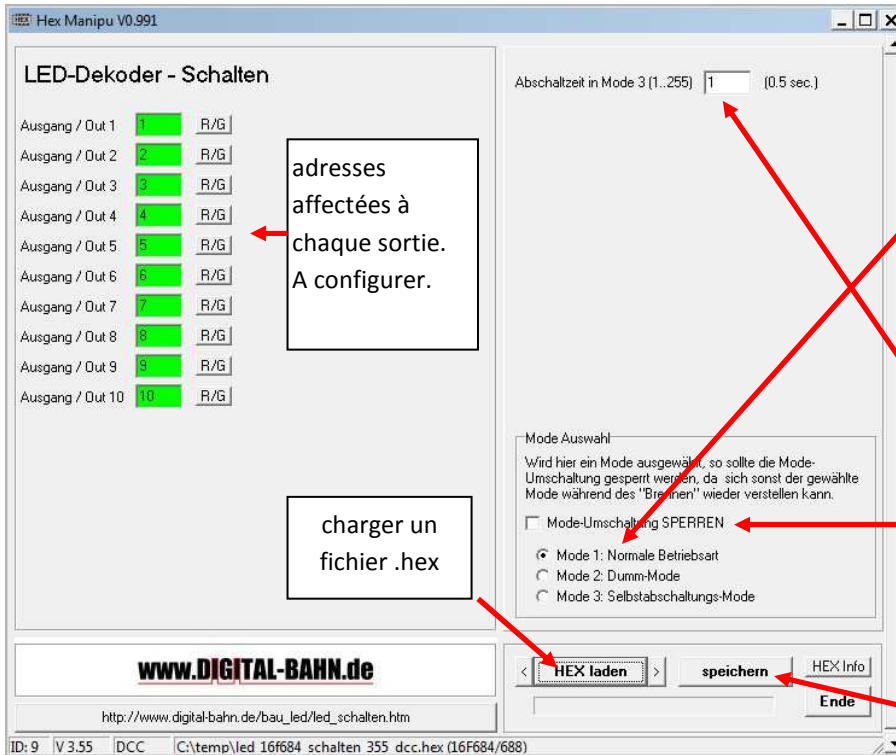 Hex Manipu V0.991
LED-Dekoder - Schalten
Ausgang / Out 1 1 R/G
Ausgang / Out 2 2 R/G
Ausgang / Out 3 3 R/G
Ausgang / Out 4 4 R/G
Ausgang / Out 5 5 R/G
Ausgang / Out 6 6 R/G
Ausgang / Out 7 7 R/G
Ausgang / Out 8 8 R/G
Ausgang / Out 9 9 R/G
Ausgang / Out 10 10 R/G
adresses
affectées à
chaque sortie.
A configurer.
charger un
fichier .hex
Abschaltzeit in Mode 3 (1..255) 1 (0.5 sec.)
Mode Auswahl
Wird hier ein Mode ausgewählt, so sollte die Mode-
Umschaltung gesperrt werden, da sich sonst der gewählte
Mode während des "Brennen" wieder verstellen kann.
Mode-Umschaltung SPERREN
Mode 1: Normale Betriebsart
Mode 2: Dumm-Mode
Mode 3: Selbstabschaltungs-Mode
www.DIGITAL-BAHN.de
http://www.digital-bahn.de/bau_led/led_schalten.htm
< HEX laden > speichern HEX Info
Ende
ID: 9 V 3.55 DCC C:\temp\led_16f684_schalten_355_dcc.hex (16F684/688)